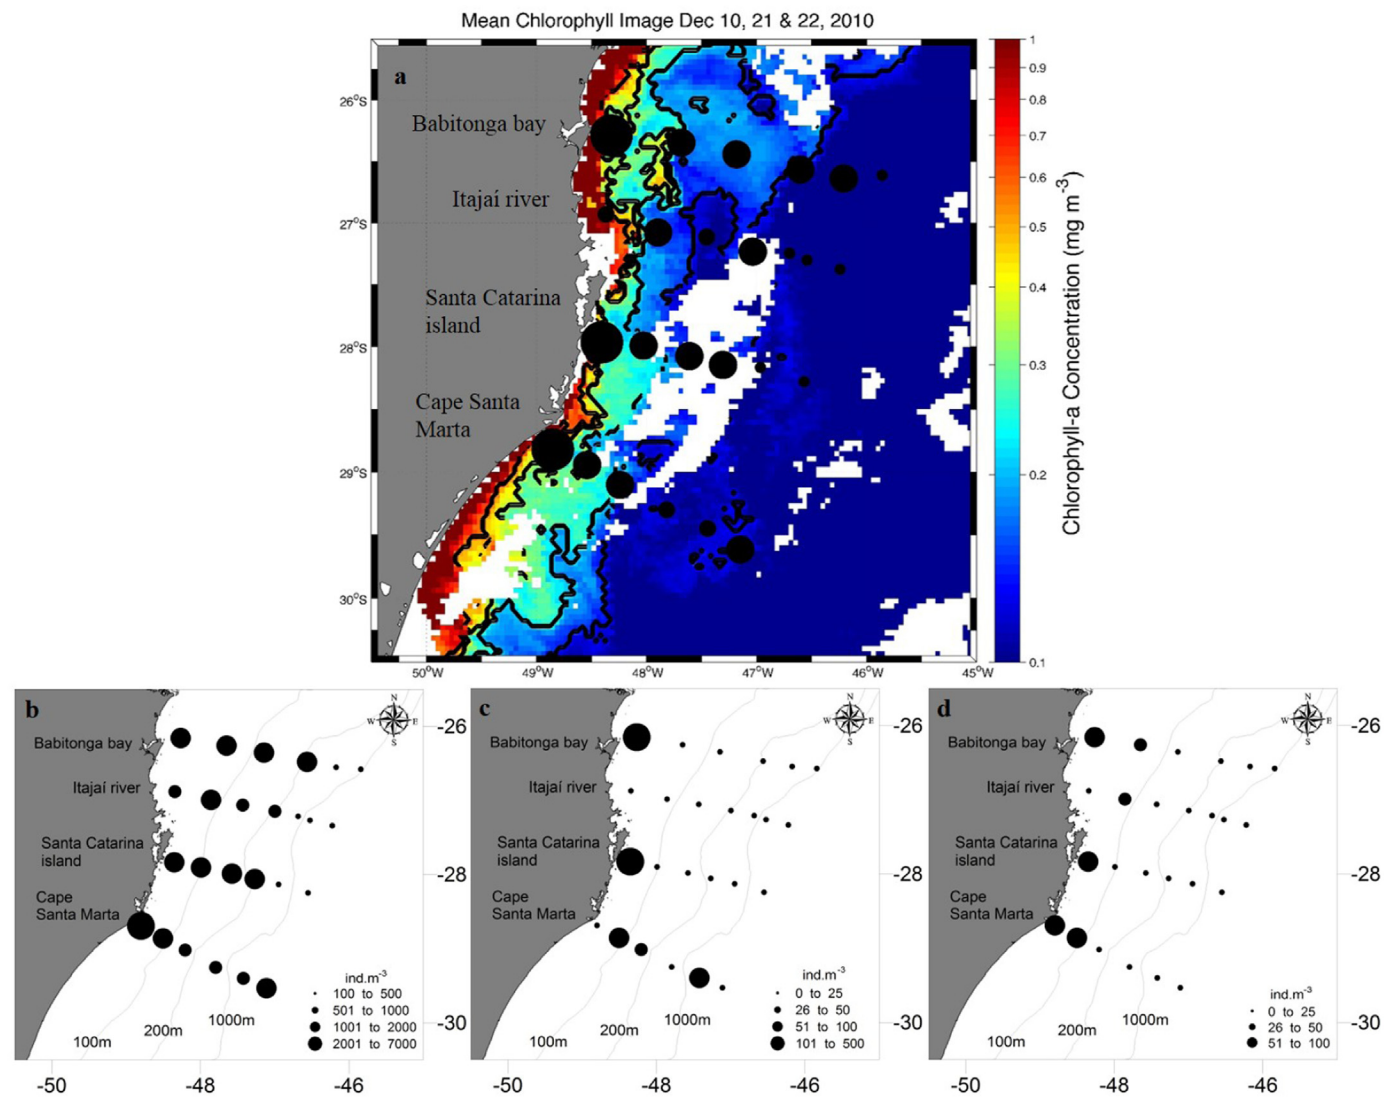 Mean Chlorophyll Image Dec 10, 21 & 22, 2010
a
Babitonga bay
Itajaí river
Santa Catarina
island
Cape Santa
Marta
26°S
27°S
28°S
29°S
30°S
50°W
49°W
48°W
47°W
46°W
45°W
1
0.9
0.8
0.7
0.6
0.5
0.4
0.3
0.2
0.1
Chlorophyll-a Concentration (mg m-3)
b
N
W
E
S
Babitonga bay
Itajaí river
Santa Catarina
island
Cape
Santa Marta
ind.m-3
100 to 500
501 to 1000
1001 to 2000
2001 to 7000
100m
200m
1000m
-26
-28
-30
-50
-48
-46
c
N
W
E
S
Babitonga bay
Itajaí river
Santa Catarina
island
Cape
Santa Marta
ind.m-3
0 to 25
26 to 50
51 to 100
101 to 500
100m
200m
1000m
-26
-28
-30
-50
-48
-46
d
N
W
E
S
Babitonga bay
Itajaí river
Santa Catarina
island
Cape
Santa Marta
ind.m-3
0 to 25
26 to 50
51 to 100
100m
200m
1000m
-26
-28
-30
-50
-48
-46